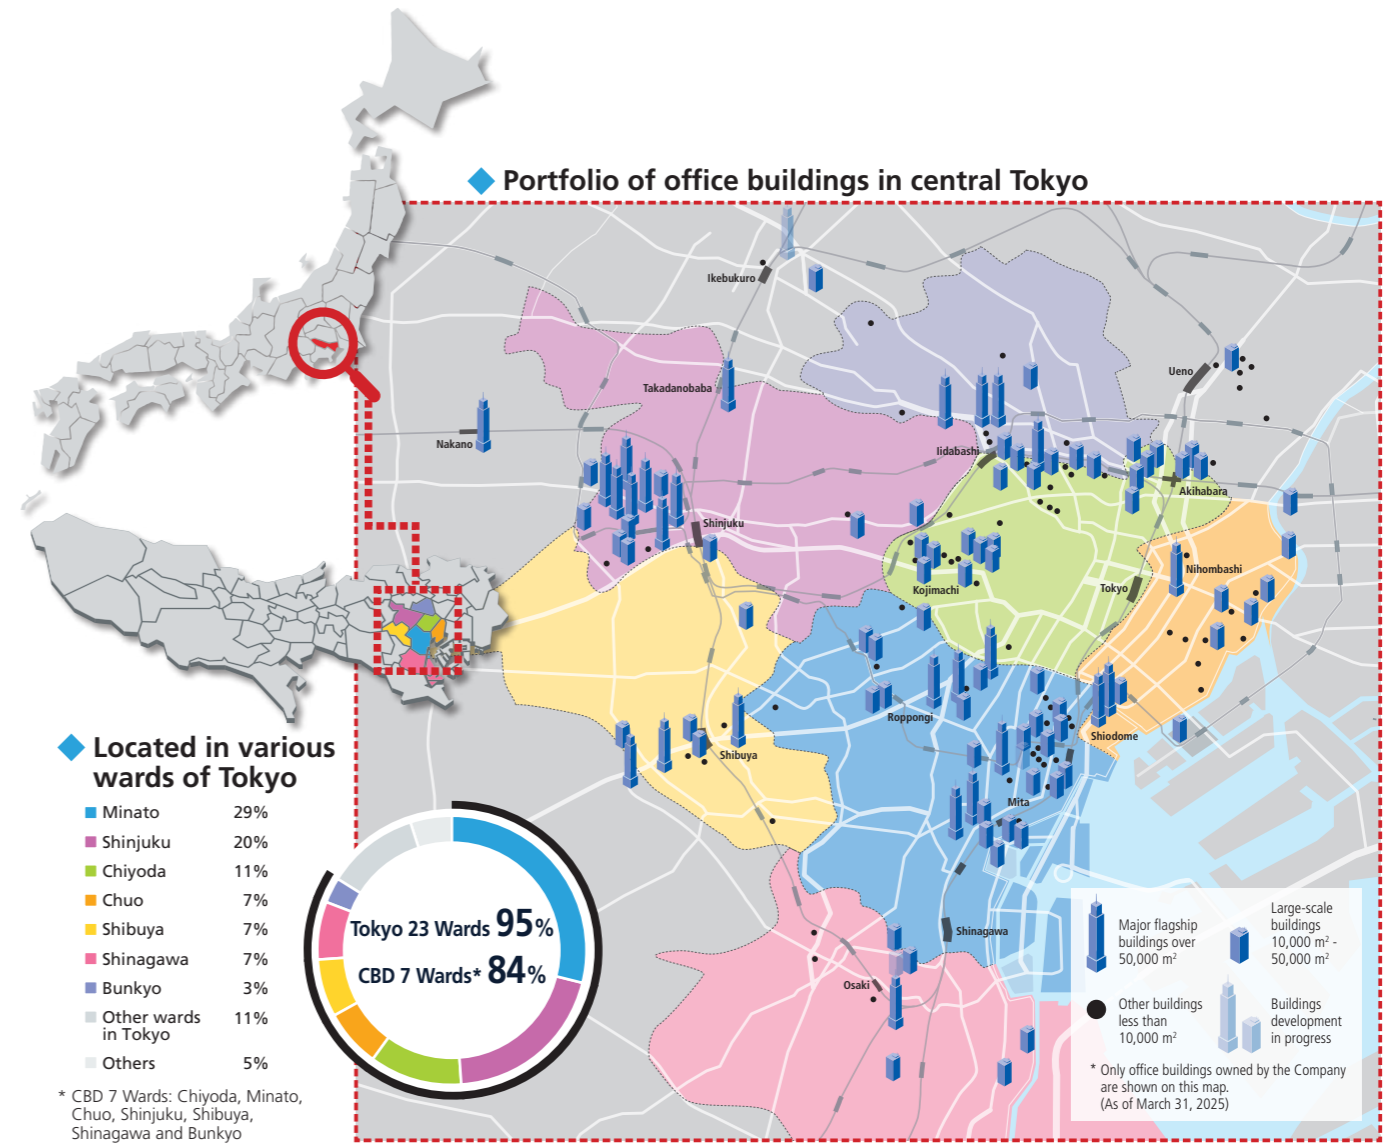 Portfolio of office buildings in central Tokyo
Ikebukuro
Takadanobaba
Nakano
Ueno
Iidabashi
Akihabara
Shinjuku
Kojimachi
Tokyo
Nihombashi
Roppongi
Shiodome
Shibuya
Mita
Shinagawa
Osaki
Located in various
wards of Tokyo
Minato 29%
Shinjuku 20%
Chiyoda 11%
Chuo 7%
Shibuya 7%
Shinagawa 7%
Bunkyo 3%
Other wards
in Tokyo 11%
Others 5%
* CBD 7 Wards: Chiyoda, Minato,
Chuo, Shinjuku, Shibuya,
Shinagawa and Bunkyo
Tokyo 23 Wards 95%
CBD 7 Wards* 84%
Major flagship
buildings over
50,000 m²
Large-scale
buildings
10,000 m² -
50,000 m²
Other buildings
less than
10,000 m²
Buildings
development
in progress
* Only office buildings owned by the Company
are shown on this map.
(As of March 31, 2025)